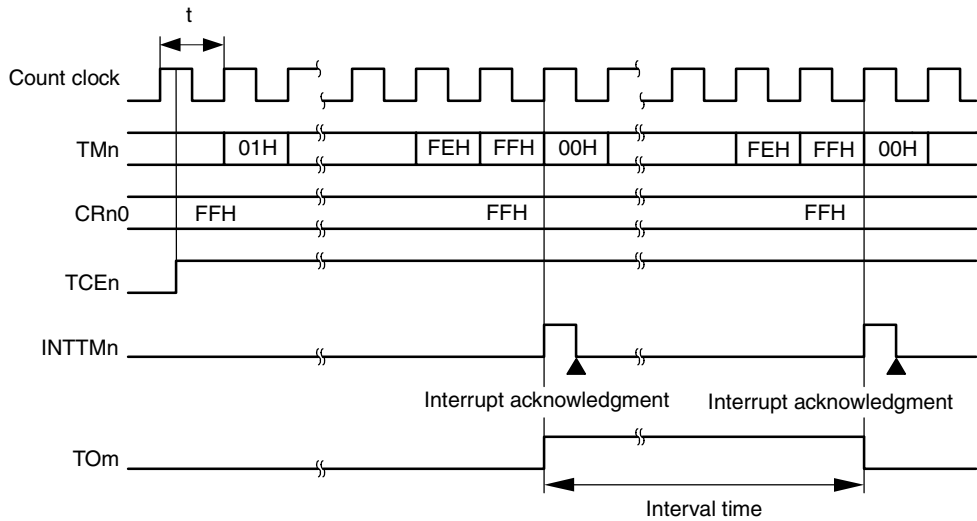 t
Count clock
TMn 01H FEH FFH 00H FEH FFH 00H
CRn0 FFH FFH FFH
TCEn
INTTMn
Interrupt acknowledgment Interrupt acknowledgment
TOm
Interval time